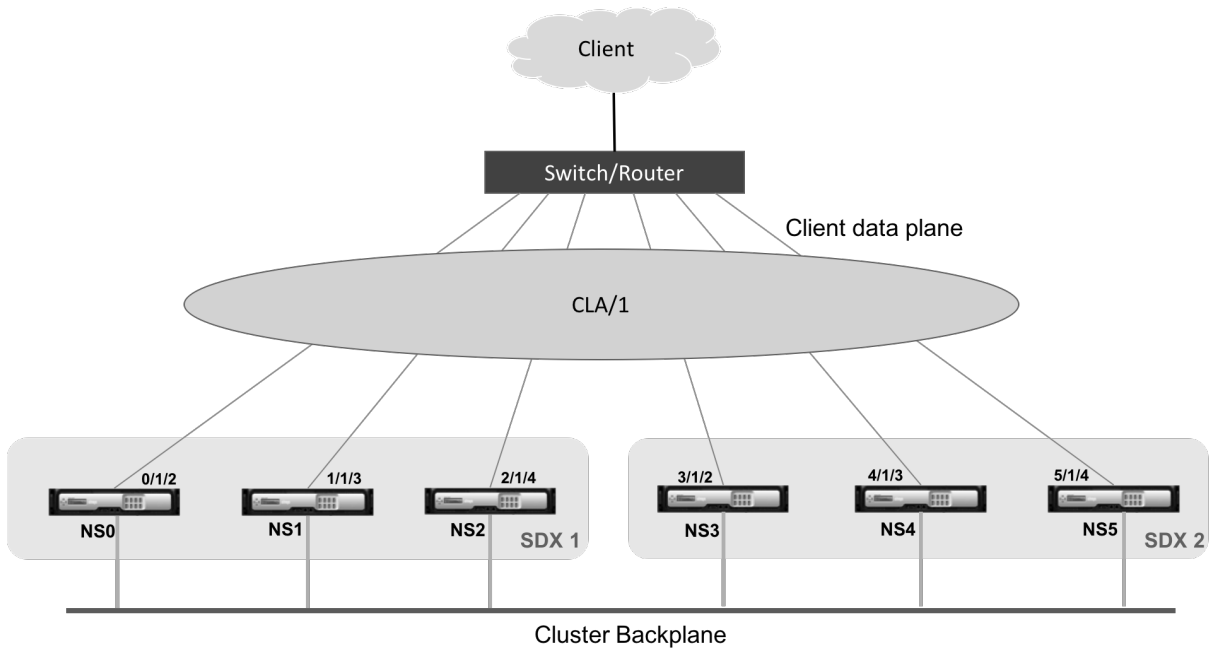 Client
Switch/Router
Client data plane
CLA/1
0/1/2
1/1/3
2/1/4
3/1/2
4/1/3
5/1/4
NS0
NS1
NS2
SDX 1
NS3
NS4
NS5
SDX 2
Cluster Backplane